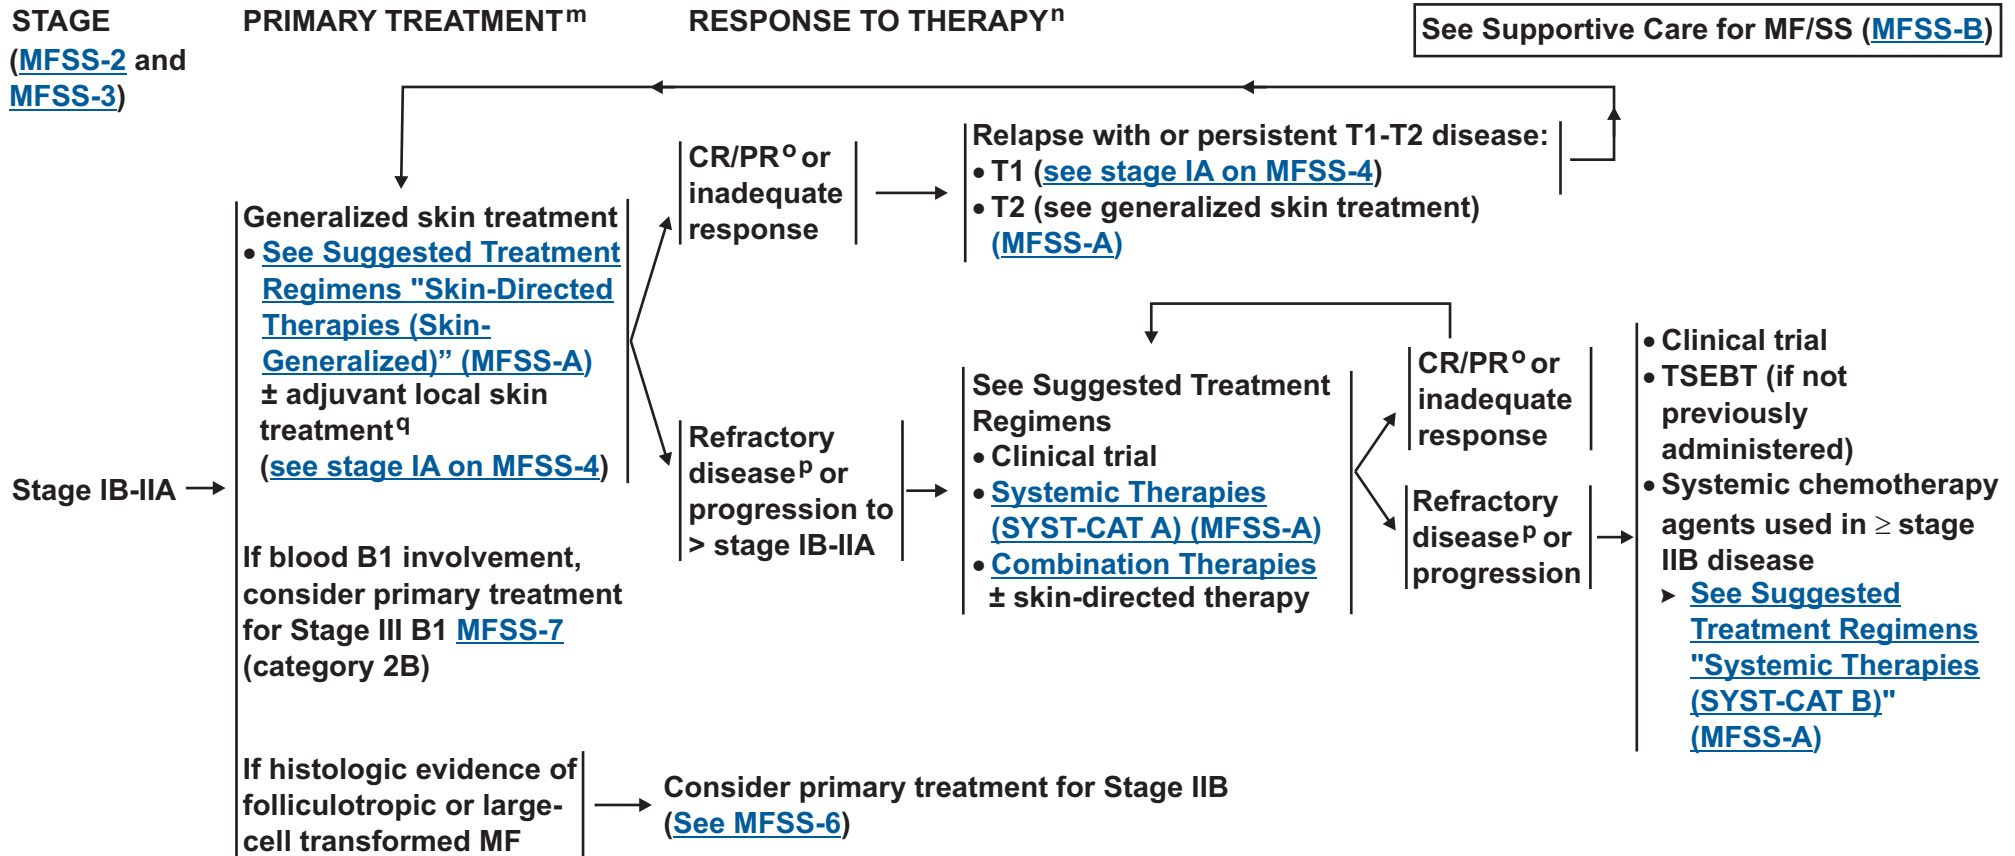 STAGE
(MFSS-2 and
MFSS-3)
PRIMARY TREATMENT m
RESPONSE TO THERAPY n
See Supportive Care for MF/SS (MFSS-B)
Stage IB-IIA
Generalized skin treatment
• See Suggested Treatment
Regimens "Skin-Directed
Therapies (Skin-
Generalized)” (MFSS-A)
± adjuvant local skin
treatment q
(see stage IA on MFSS-4)
If blood B1 involvement,
consider primary treatment
for Stage III B1 MFSS-7
(category 2B)
If histologic evidence of
folliculotropic or large-
cell transformed MF
CR/PR o or
inadequate
response
Relapse with or persistent T1-T2 disease:
• T1 (see stage IA on MFSS-4)
• T2 (see generalized skin treatment)
(MFSS-A)
Refractory
disease p or
progression to
> stage IB-IIA
See Suggested Treatment
Regimens
• Clinical trial
• Systemic Therapies
(SYST-CAT A) (MFSS-A)
• Combination Therapies
± skin-directed therapy
CR/PR o or
inadequate
response
Refractory
disease p or
progression
• Clinical trial
• TSEBT (if not
previously
administered)
• Systemic chemotherapy
agents used in ≥ stage
IIB disease
➤ See Suggested
Treatment Regimens
"Systemic Therapies
(SYST-CAT B)"
(MFSS-A)
Consider primary treatment for Stage IIB
(See MFSS-6)